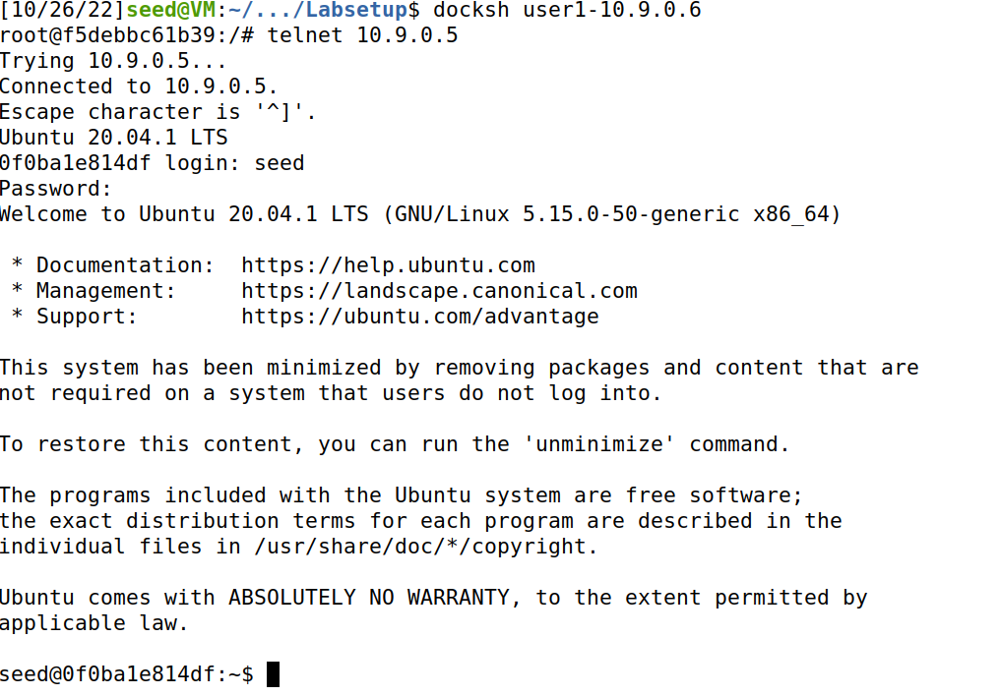 [10/26/22]seed@VM:~/.../Labsetup$ docksh user1-10.9.0.6
root@f5debbc61b39:/# telnet 10.9.0.5
Trying 10.9.0.5...
Connected to 10.9.0.5.
Escape character is '^]'.
Ubuntu 20.04.1 LTS
0f0ba1e814df login: seed
Password:
Welcome to Ubuntu 20.04.1 LTS (GNU/Linux 5.15.0-50-generic x86_64)

 * Documentation:  https://help.ubuntu.com
 * Management:     https://landscape.canonical.com
 * Support:        https://ubuntu.com/advantage

This system has been minimized by removing packages and content that are
not required on a system that users do not log into.

To restore this content, you can run the 'unminimize' command.

The programs included with the Ubuntu system are free software;
the exact distribution terms for each program are described in the
individual files in /usr/share/doc/*/copyright.

Ubuntu comes with ABSOLUTELY NO WARRANTY, to the extent permitted by
applicable law.

seed@0f0ba1e814df:~$